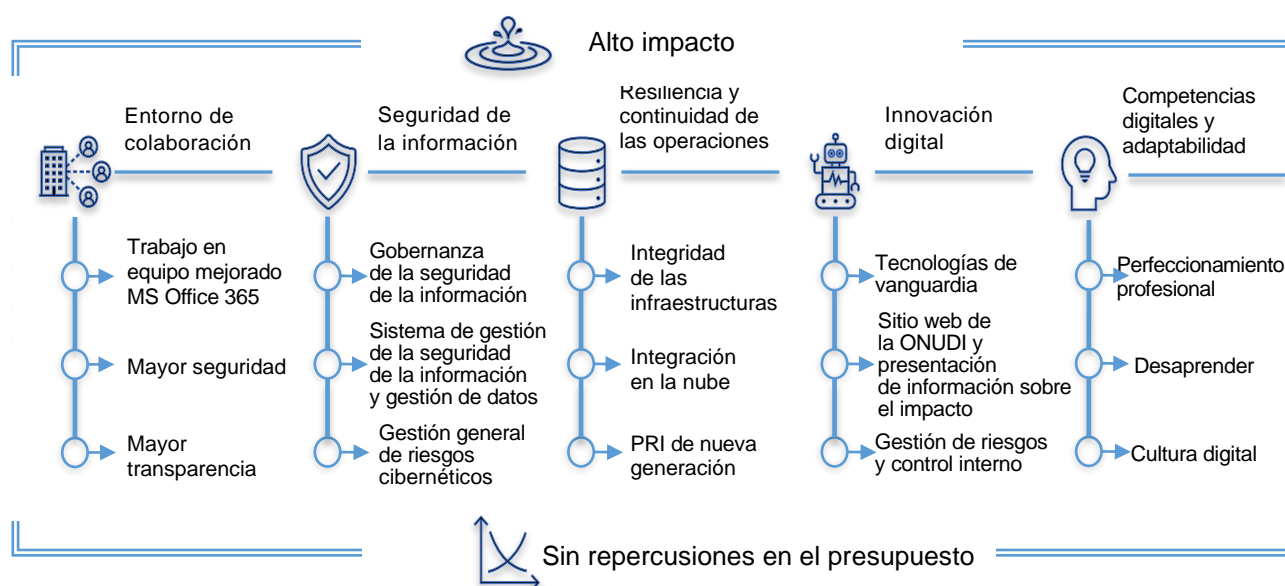 Alto impacto
Entorno de
colaboración
Seguridad de
la información
Resiliencia y
continuidad de
las operaciones
Innovación
digital
Competencias
digitales y
adaptabilidad
Trabajo en
equipo mejorado
MS Office 365
Mayor seguridad
Mayor
transparencia
Gobernanza
de la seguridad
de la información
Sistema de gestión
de la seguridad
de la información
y gestión de datos
Gestión general
de riesgos
cibernéticos
Integridad
de las
infraestructuras
Integración
en la nube
PRI de nueva
generación
Tecnologías de
vanguardia
Sitio web de
la ONUDI y
presentación
de información sobre
el impacto
Gestión de riesgos
y control interno
Perfeccionamiento
profesional
Desaprender
Cultura digital
Sin repercusiones en el presupuesto